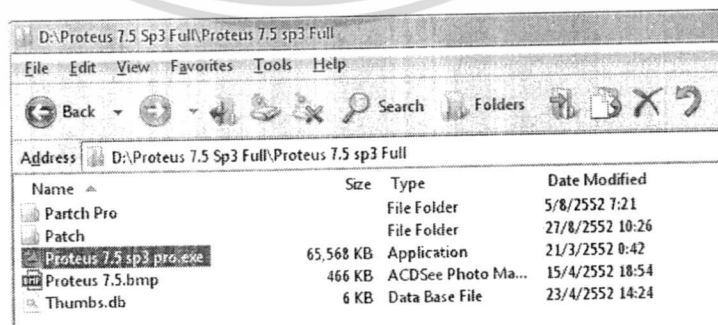 D:\Proteus 7.5 Sp3 Full\Proteus 7.5 sp3 Full
File Edit View Favorites Tools Help
Back Search Folders
Address D:\Proteus 7.5 Sp3 Full\Proteus 7.5 sp3 Full
Name Size Type Date Modified
Partch Pro File Folder 5/8/2552 7:21
Patch File Folder 27/8/2552 10:26
Proteus 7.5 sp3 pro.exe 65,568 KB Application 21/3/2552 0:42
Proteus 7.5.bmp 466 KB ACDSee Photo Ma... 15/4/2552 18:54
Thumbs.db 6 KB Data Base File 23/4/2552 14:24